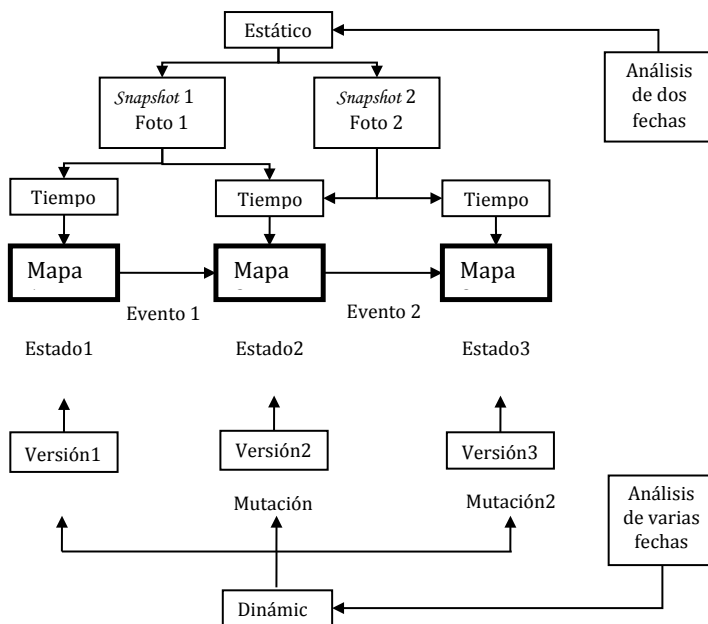 Estático
Análisis
de dos
fechas
Snapshot 1
Foto 1
Snapshot 2
Foto 2
Tiempo
Tiempo
Tiempo
Mapa
Mapa
Mapa
Evento 1
Evento 2
Estado1
Estado2
Estado3
Versión1
Versión2
Versión3
Mutación
Mutación2
Análisis
de varias
fechas
Dinámic